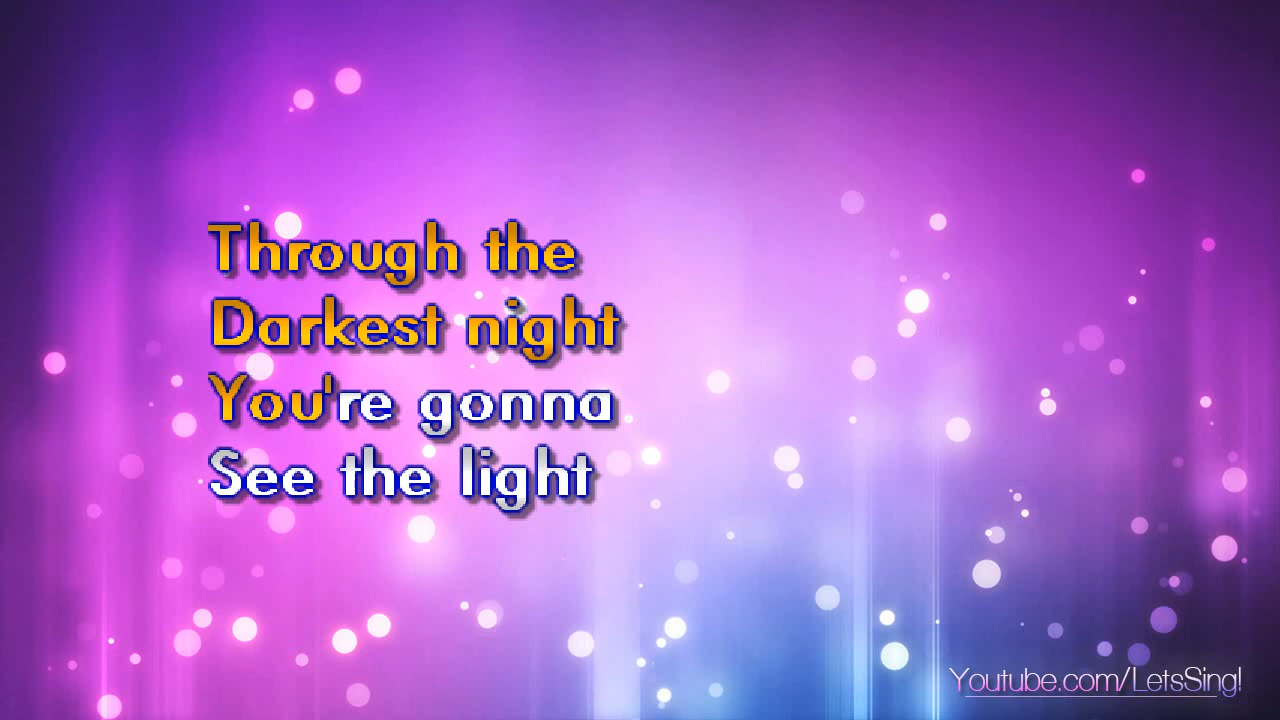 Through the
Darkest night
You're gonna
See the light
Youtube.com/LetsSing!